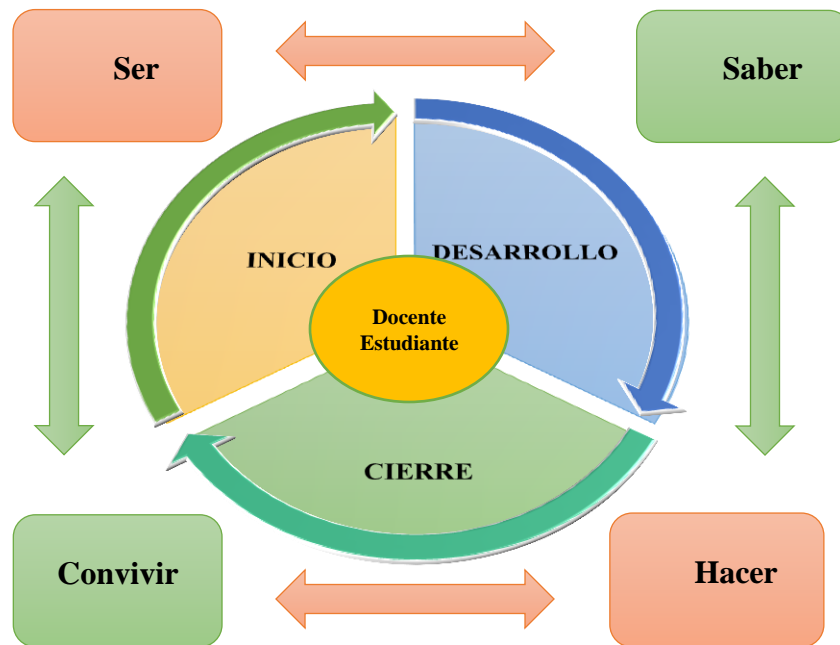 Ser
Saber
INICIO
DESARROLLO
Docente
Estudiante
CIERRE
Convivir
Hacer